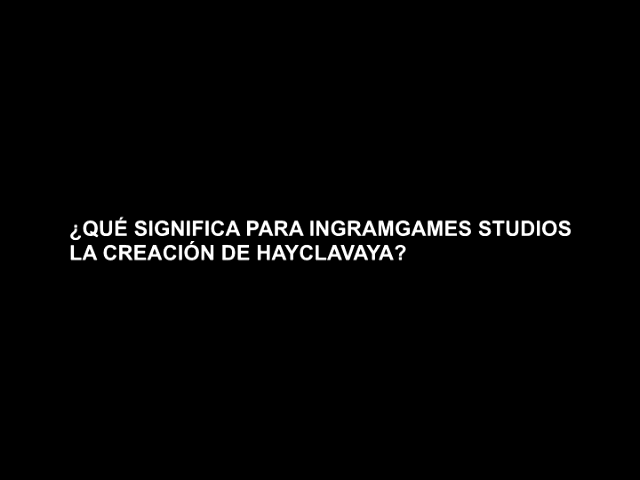 ¿QUÉ SIGNIFICA PARA INGRAMGAMES STUDIOS
LA CREACIÓN DE HAYCLAVAYA?